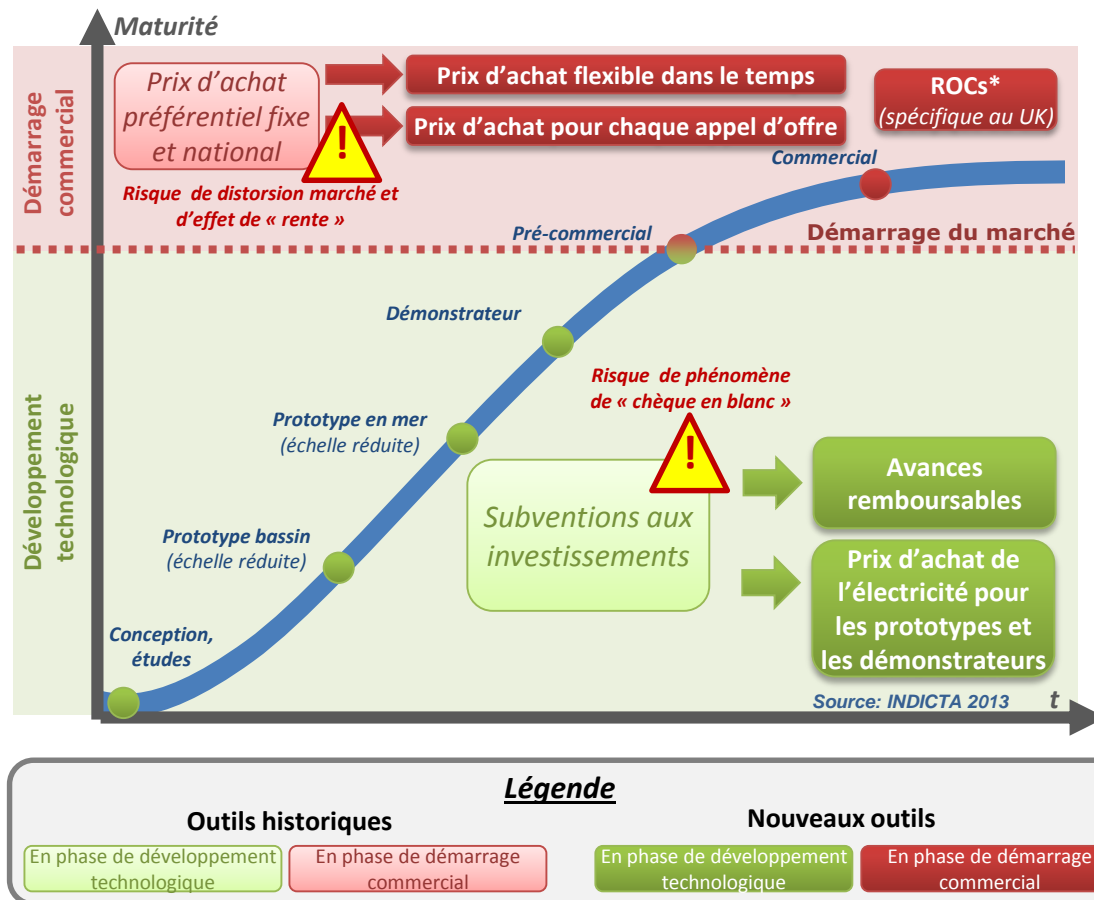 Maturité
Démarrage
commercial
Prix d'achat
préférentiel fixe
et national
!
Prix d'achat flexible dans le temps
Prix d'achat pour chaque appel d'offre
ROCs*
(spécifique au UK)
Risque de distorsion marché et
d'effet de « rente »
Commercial
Pré-commercial
Démarrage du marché
Développement
technologique
Démonstrateur
Risque de phénomène
de « chèque en blanc »
!
Prototype en mer
(échelle réduite)
Subventions aux
investissements
Avances
remboursables
Prototype bassin
(échelle réduite)
Prix d'achat de
l'électricité pour
les prototypes et
les démonstrateurs
Conception,
études
Source: INDICTA 2013
t
Légende
Outils historiques
Nouveaux outils
En phase de développement
technologique
En phase de démarrage
commercial
En phase de développement
technologique
En phase de démarrage
commercial